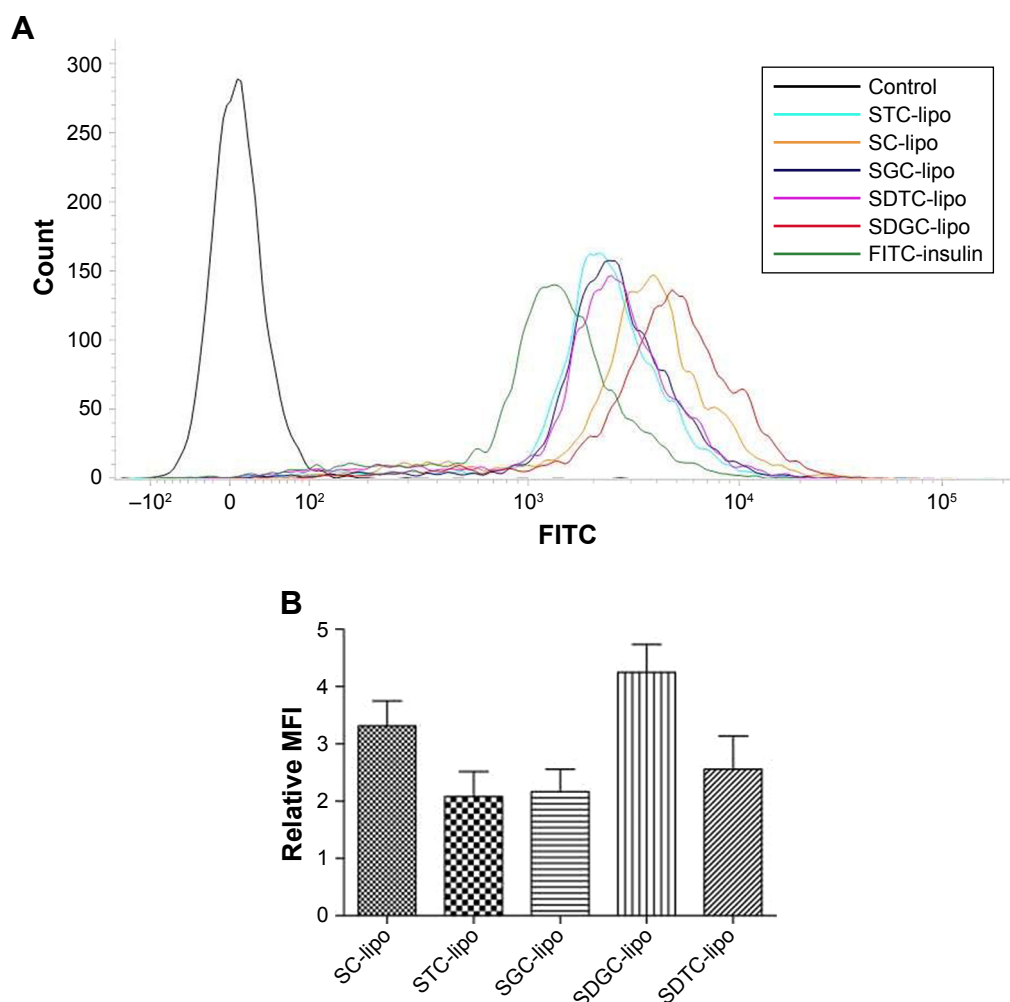 A
300
250
200
150
100
50
0
Count
–10²
0
10²
10³
10⁴
10⁵
FITC
Control
STC-lipo
SC-lipo
SGC-lipo
SDTC-lipo
SDGC-lipo
FITC-insulin
B
5
4
3
2
1
0
Relative MFI
SC-lipo
STC-lipo
SGC-lipo
SDGC-lipo
SDTC-lipo